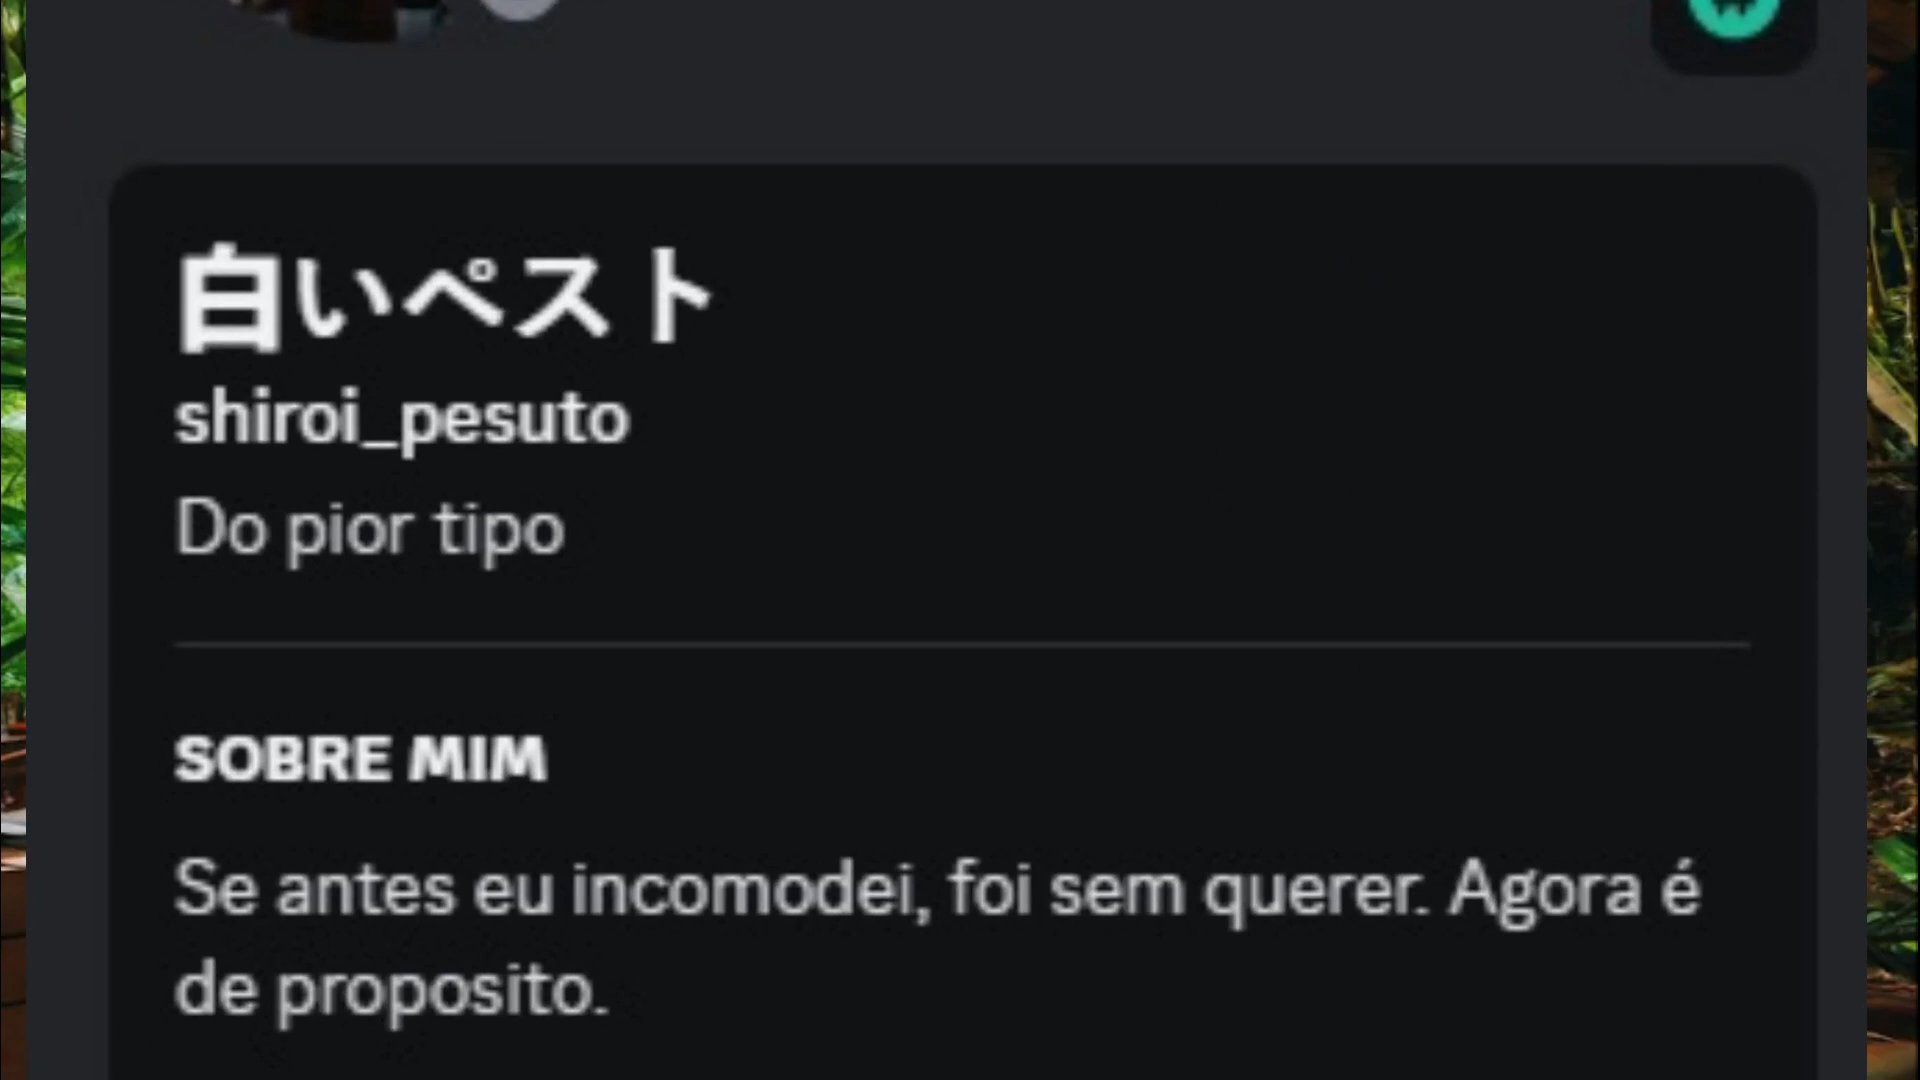 白いペスト
shiroi_pesuto
Do pior tipo
SOBRE MIM
Se antes eu incomodei, foi sem querer. Agora é
de proposito.